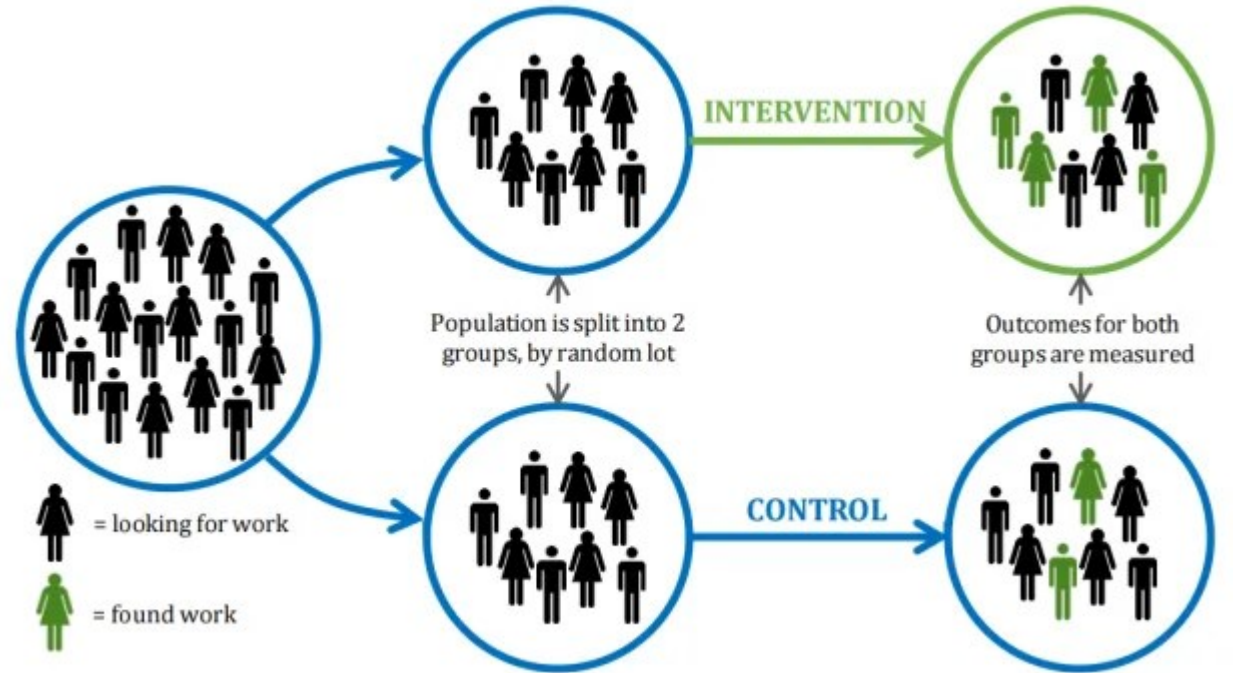 INTERVENTION
Population is split into 2
groups, by random lot
Outcomes for both
groups are measured
= looking for work
CONTROL
= found work